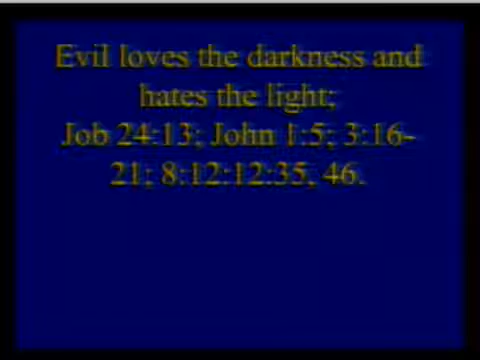 Evil loves the darkness and
hates the light;
Job 24:13; John 1:5; 3:16-
21; 8:12:12:35, 46.